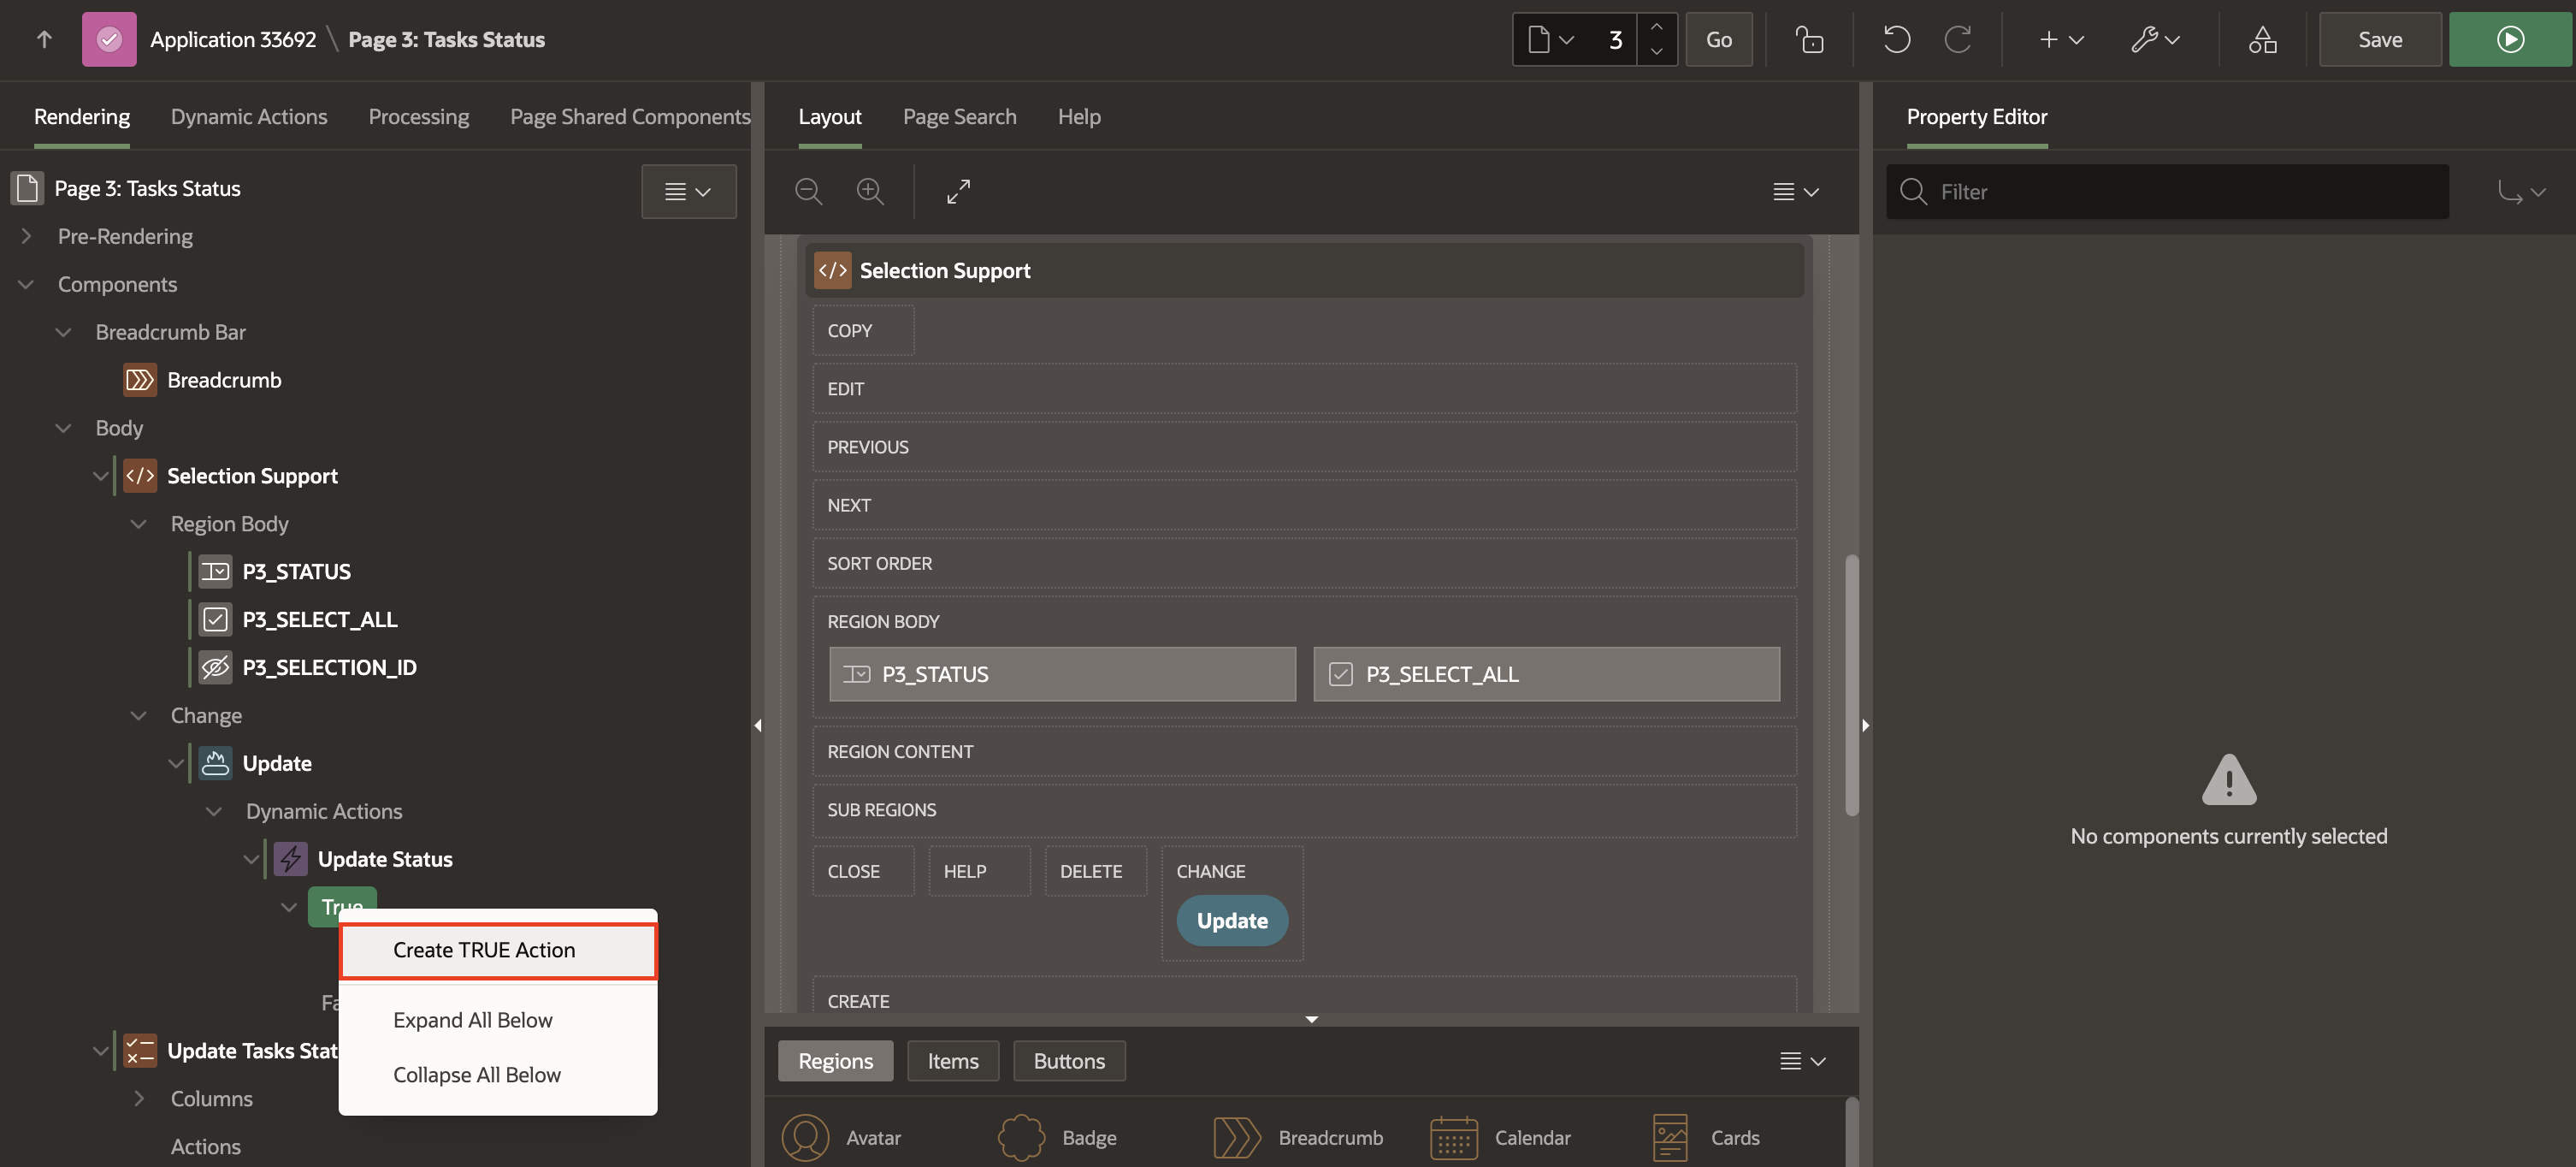 Application 33692 \ Page 3: Tasks Status
3
Go
Save
Rendering
Dynamic Actions
Processing
Page Shared Components
Layout
Page Search
Help
Property Editor
Page 3: Tasks Status
Filter
Pre-Rendering
Components
Breadcrumb Bar
Breadcrumb
Body
Selection Support
Region Body
P3_STATUS
P3_SELECT_ALL
P3_SELECTION_ID
Change
Update
Dynamic Actions
Update Status
True
Create TRUE Action
Expand All Below
Collapse All Below
Fa
Update Tasks Stat
Columns
Actions
Selection Support
COPY
EDIT
PREVIOUS
NEXT
SORT ORDER
REGION BODY
P3_STATUS
P3_SELECT_ALL
REGION CONTENT
SUB REGIONS
CLOSE
HELP
DELETE
CHANGE
Update
CREATE
Regions
Items
Buttons
Avatar
Badge
Breadcrumb
Calendar
Cards
No components currently selected